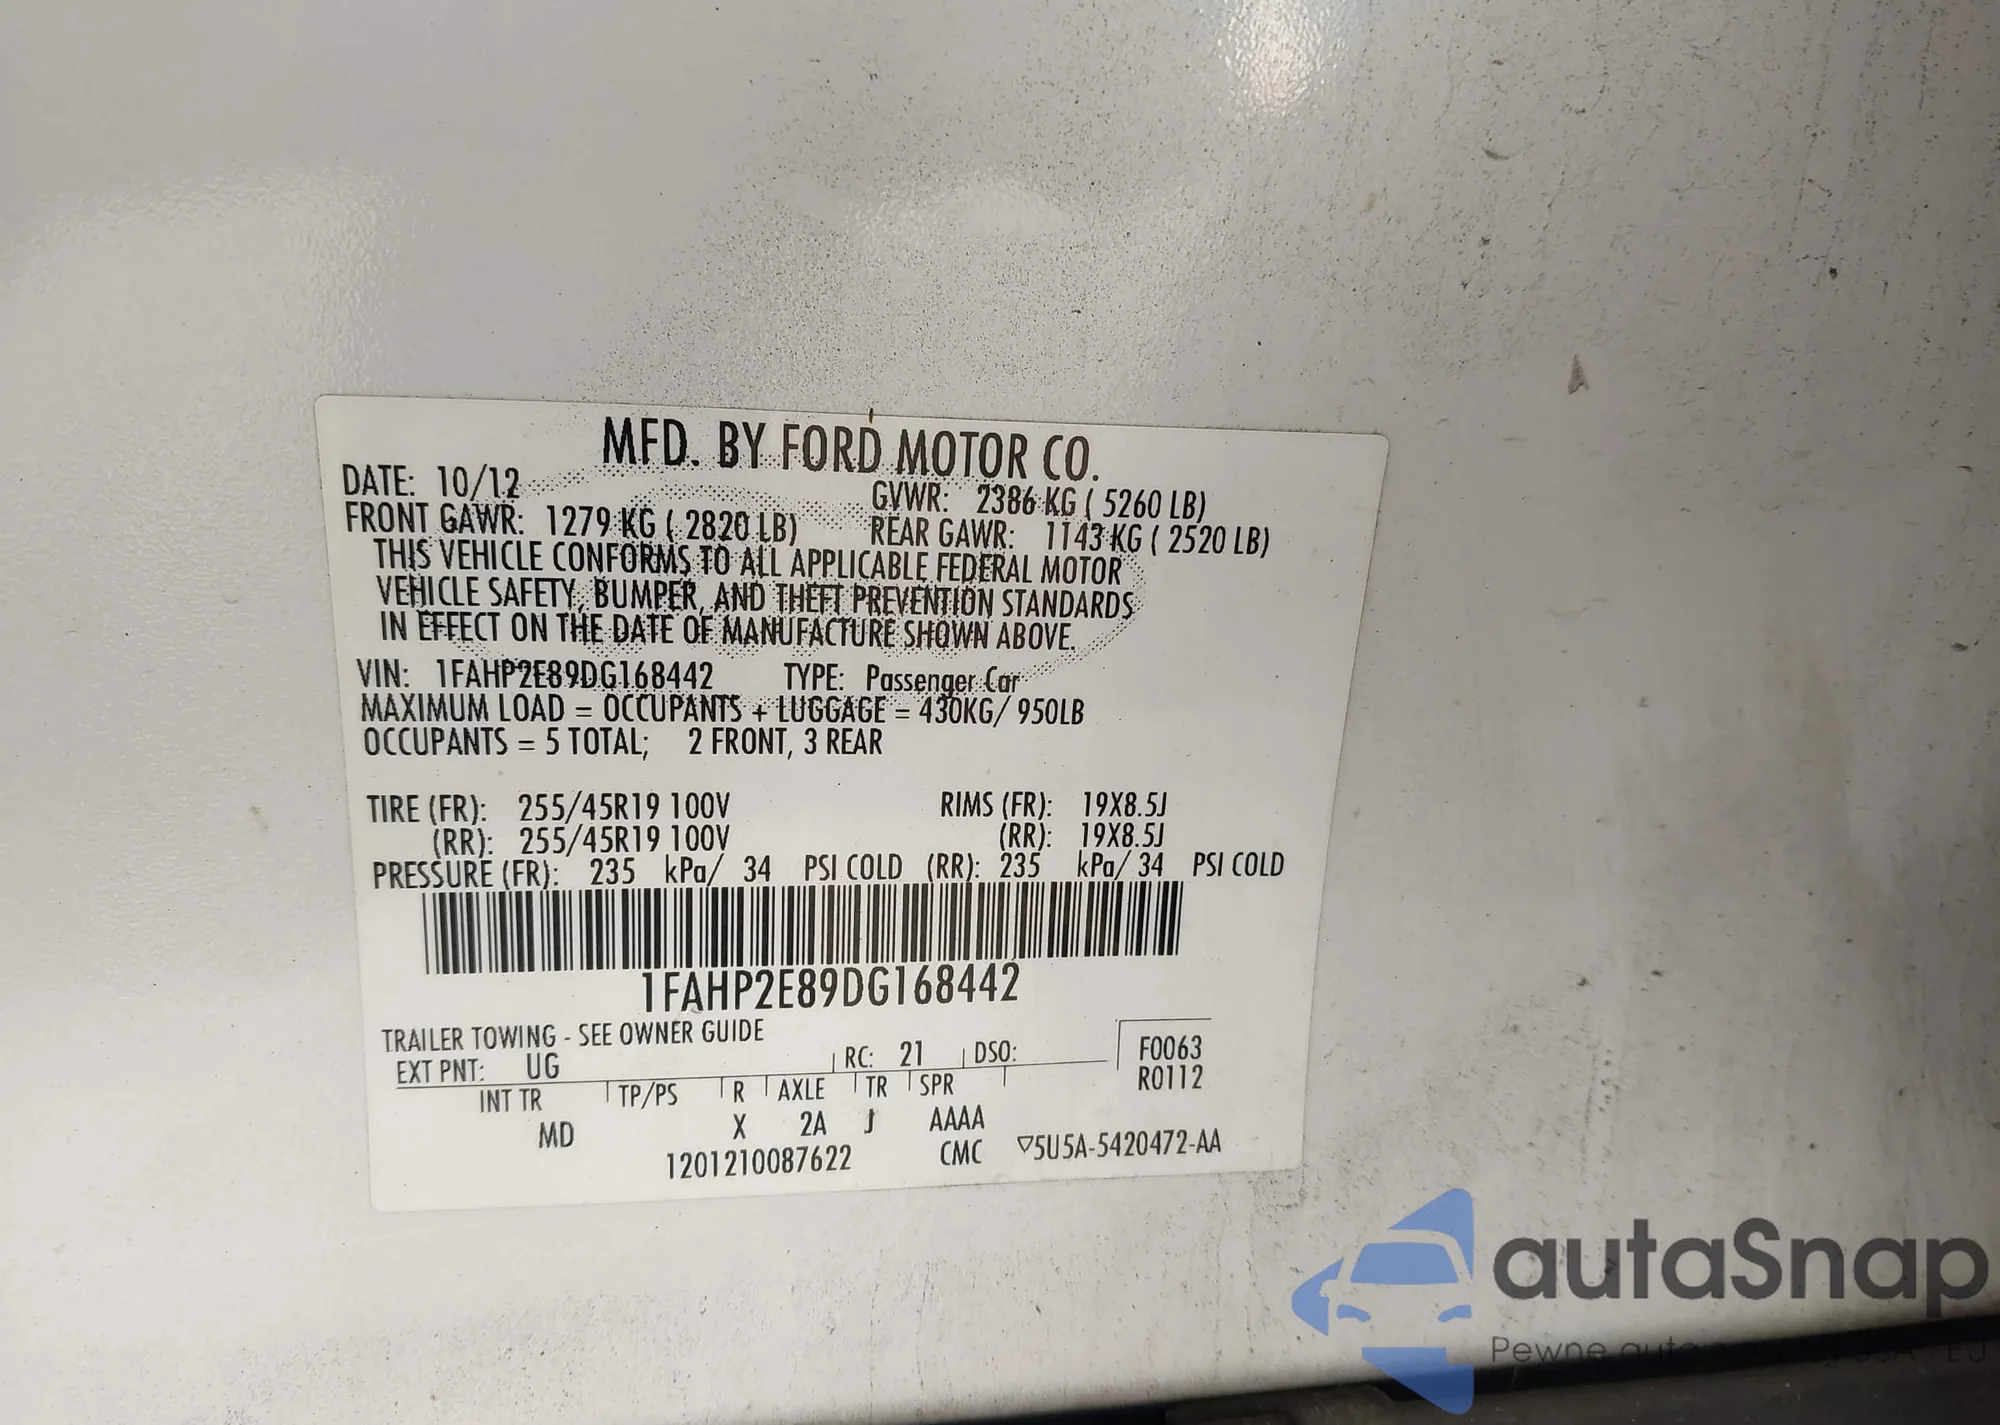 MFD. BY FORD MOTOR CO.
DATE: 10/12 GVWR: 2386 KG ( 5260 LB)
FRONT GAWR: 1279 KG ( 2820 LB) REAR GAWR: 1143 KG ( 2520 LB)
THIS VEHICLE CONFORMS TO ALL APPLICABLE FEDERAL MOTOR
VEHICLE SAFETY, BUMPER, AND THEFT PREVENTION STANDARDS
IN EFFECT ON THE DATE OF MANUFACTURE SHOWN ABOVE.
VIN: 1FAHP2E89DG168442 TYPE: Passenger Car
MAXIMUM LOAD = OCCUPANTS + LUGGAGE = 430KG/ 950LB
OCCUPANTS = 5 TOTAL; 2 FRONT, 3 REAR
TIRE (FR): 255/45R19 100V RIMS (FR): 19X8.5J
(RR): 255/45R19 100V (RR): 19X8.5J
PRESSURE (FR): 235 kPa/ 34 PSI COLD (RR): 235 kPa/ 34 PSI COLD
1FAHP2E89DG168442
TRAILER TOWING - SEE OWNER GUIDE
EXT PNT: UG RC: 21 DSO: F0063
INT TR TP/PS R AXLE TR SPR R0112
MD X 2A J AAAA
1201210087622 CMC ▽5U5A-5420472-AA
autaSnap
Pewne auta